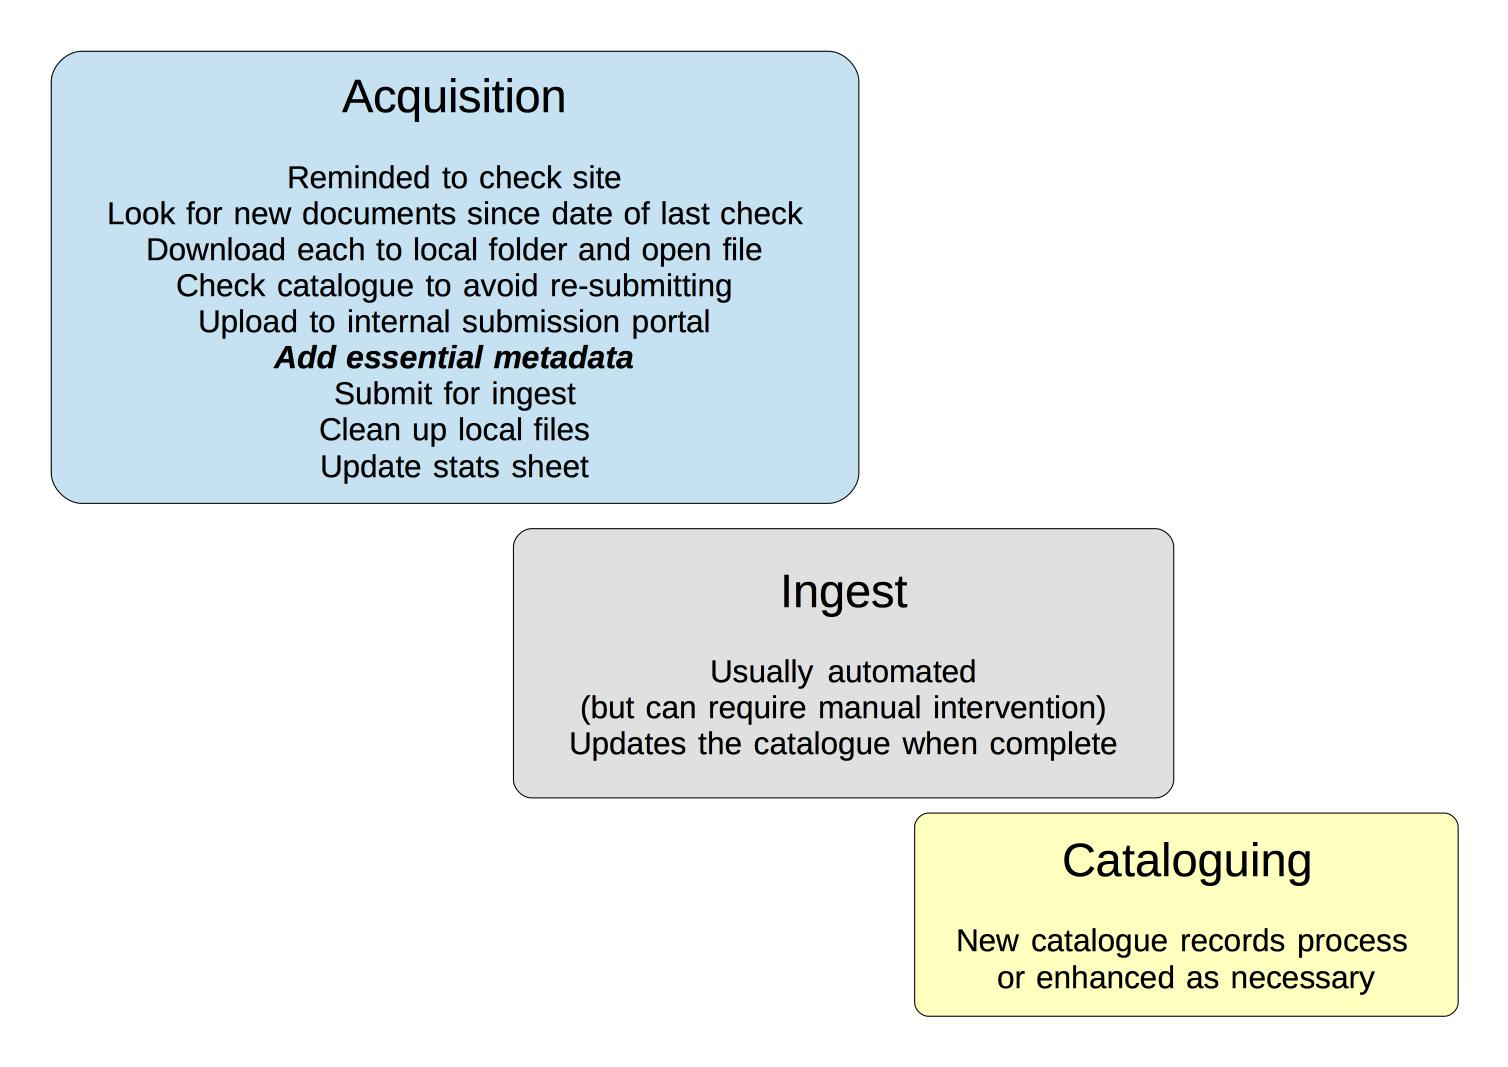 Acquisition
Reminded to check site
Look for new documents since date of last check
Download each to local folder and open file
Check catalogue to avoid re-submitting
Upload to internal submission portal
Add essential metadata
Submit for ingest
Clean up local files
Update stats sheet
Ingest
Usually automated
(but can require manual intervention)
Updates the catalogue when complete
Cataloguing
New catalogue records process
or enhanced as necessary